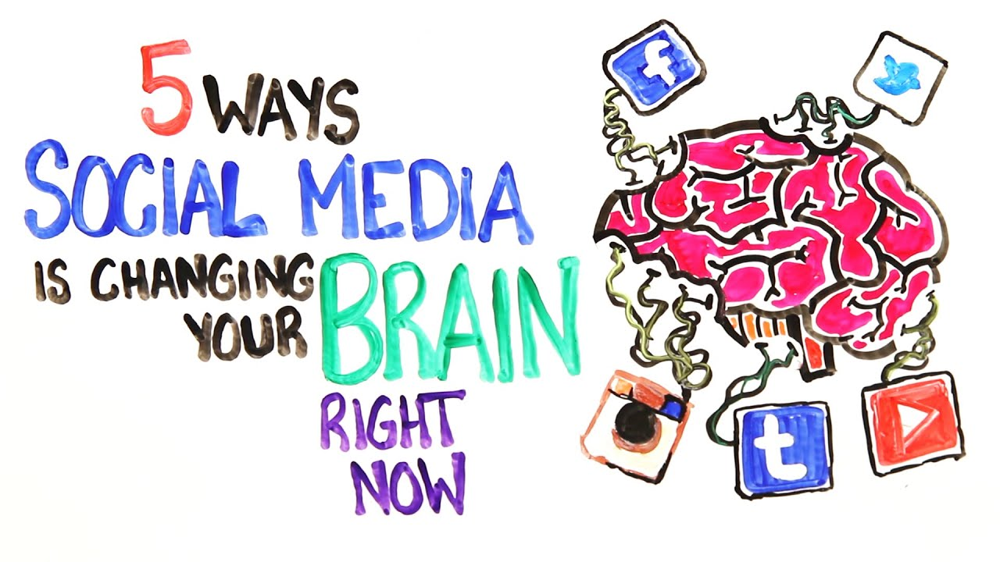 5 WAYS
SOCIAL MEDIA
IS CHANGING
YOUR BRAIN
RIGHT
NOW
f
t